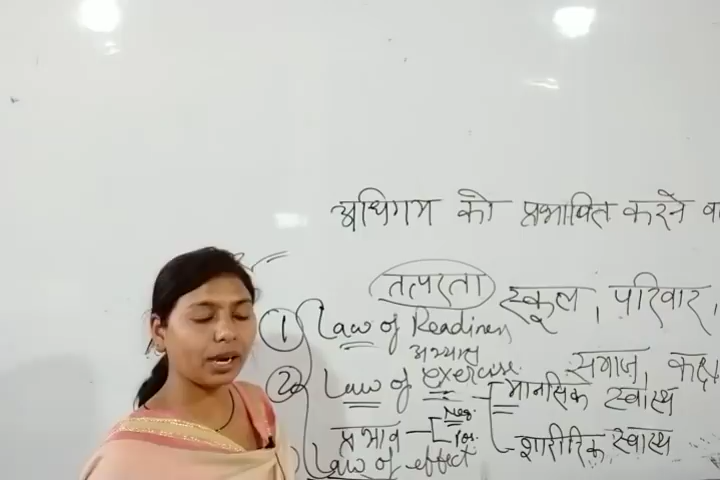 अधिगम को प्रभावित करने
तत्परता स्कूल, परिवार,
① Law of Readiness
अभ्यास समाज, कक्षा
② Law of exercise
मानसिक स्वास्थ्य
प्रभाव Neg. Pos.
शारीरिक स्वास्थ्य
Law of effect